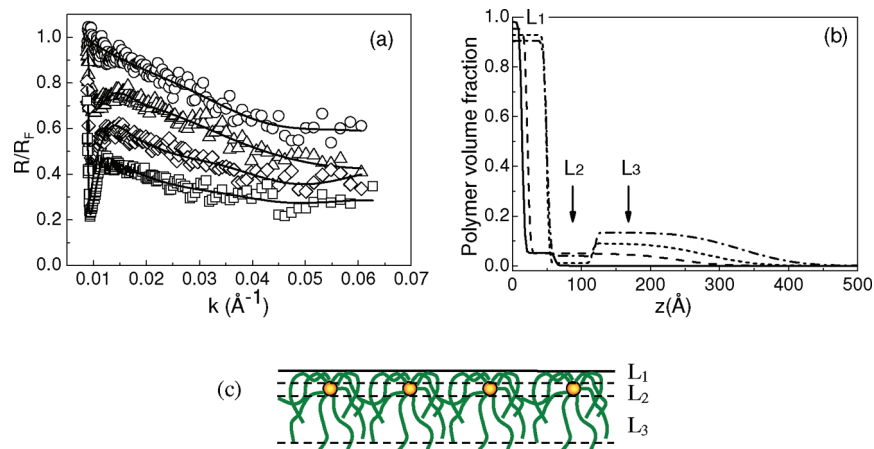 (a)
R/R_F
1.0
0.8
0.6
0.4
0.2
0.0
0.01 0.02 0.03 0.04 0.05 0.06 0.07
k (Å⁻¹)
(b)
Polymer volume fraction
1.0
0.8
0.6
0.4
0.2
0.0
L₁
L₂ L₃
0 100 200 300 400 500
z(Å)
(c)
L₁
L₂
L₃